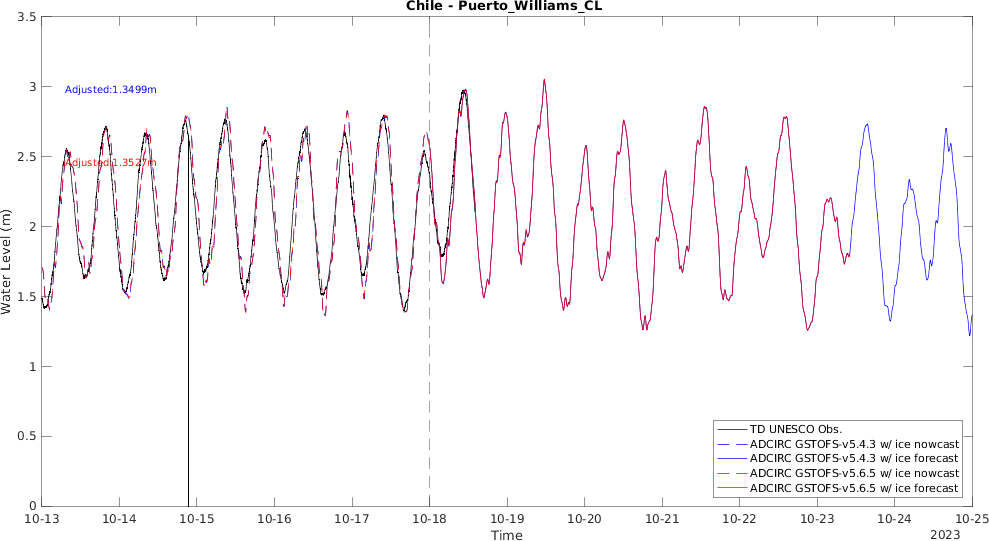 Chile - Puerto_Williams_CL
Water Level (m)
3.5
3
2.5
2
1.5
1
0.5
0
Adjusted:1.3499m
Adjusted:1.3527m
TD UNESCO Obs.
ADCIRC GSTOFS-v5.4.3 w/ ice nowcast
ADCIRC GSTOFS-v5.4.3 w/ ice forecast
ADCIRC GSTOFS-v5.6.5 w/ ice nowcast
ADCIRC GSTOFS-v5.6.5 w/ ice forecast
10-13 10-14 10-15 10-16 10-17 10-18 10-19 10-20 10-21 10-22 10-23 10-24 10-25
Time
2023